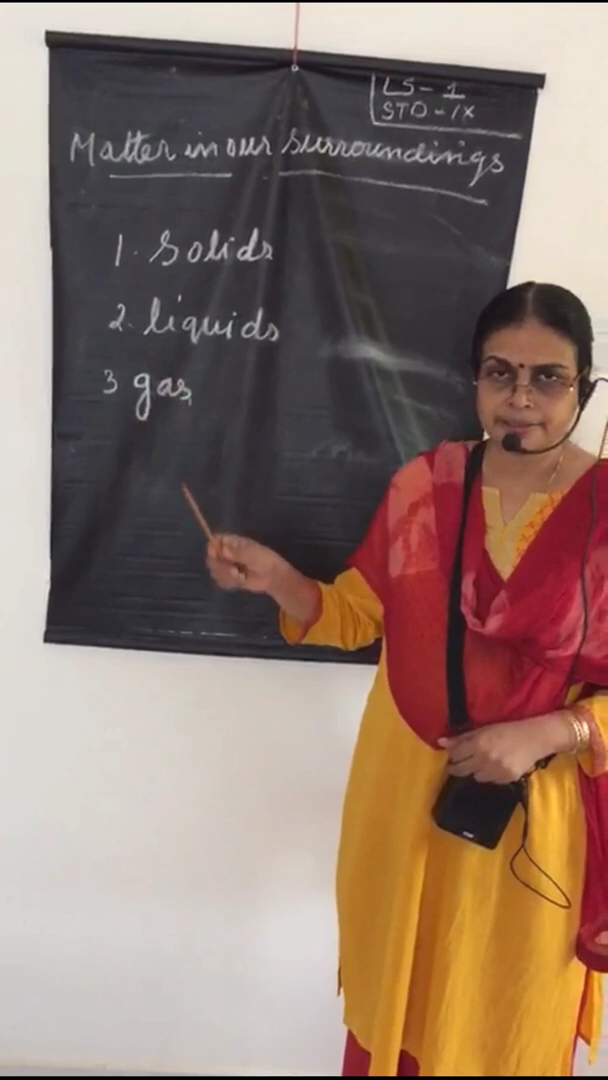 LS - 1
STD - IX
Matter in our surroundings
1. Solids
2. liquids
3 gas